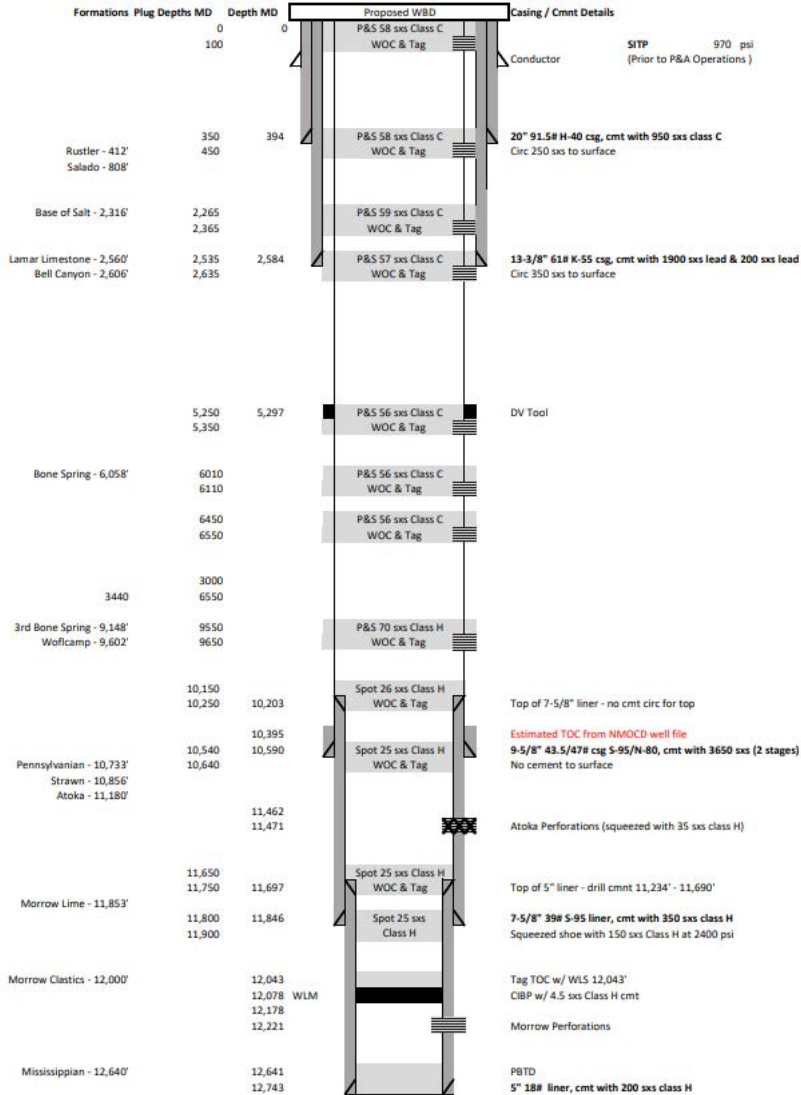 Formations Plug Depths MD Depth MD Proposed WBD Casing / Cmnt Details
0 0 P&S 58 sxs Class C
100 WOC & Tag SITP 970 psi
Conductor (Prior to P&A Operations )
350 394 P&S 58 sxs Class C 20" 91.5# H-40 csg, cmt with 950 sxs class C
Rustler - 412' 450 WOC & Tag Circ 250 sxs to surface
Salado - 808'
Base of Salt - 2,316' 2,265 P&S 59 sxs Class C
2,365 WOC & Tag
Lamar Limestone - 2,560' 2,535 2,584 P&S 57 sxs Class C 13-3/8" 61# K-55 csg, cmt with 1900 sxs lead & 200 sxs lead
Bell Canyon - 2,606' 2,635 WOC & Tag Circ 350 sxs to surface
5,250 5,297 P&S 56 sxs Class C DV Tool
5,350 WOC & Tag
Bone Spring - 6,058' 6010 P&S 56 sxs Class C
6110 WOC & Tag
6450 P&S 56 sxs Class C
6550 WOC & Tag
3000
3440 6550
3rd Bone Spring - 9,148' 9550 P&S 70 sxs Class H
Woflcamp - 9,602' 9650 WOC & Tag
10,150 Spot 26 sxs Class H
10,250 10,203 WOC & Tag Top of 7-5/8" liner - no cmt circ for top
10,395 Estimated TOC from NMOCD well file
10,540 10,590 Spot 25 sxs Class H 9-5/8" 43.5/47# csg S-95/N-80, cmt with 3650 sxs (2 stages)
Pennsylvanian - 10,733' 10,640 WOC & Tag No cement to surface
Strawn - 10,856'
Atoka - 11,180'
11,462
11,471 Atoka Perforations (squeezed with 35 sxs class H)
11,650 Spot 25 sxs Class H
11,750 11,697 WOC & Tag Top of 5" liner - drill cmnt 11,234' - 11,690'
Morrow Lime - 11,853'
11,800 11,846 Spot 25 sxs 7-5/8" 39# S-95 liner, cmt with 350 sxs class H
11,900 Class H Squeezed shoe with 150 sxs Class H at 2400 psi
Morrow Clastics - 12,000' 12,043 Tag TOC w/ WLS 12,043'
12,078 WLM CIBP w/ 4.5 sxs Class H cmt
12,178
12,221 Morrow Perforations
Mississippian - 12,640' 12,641 PBTD
12,743 5" 18# liner, cmt with 200 sxs class H